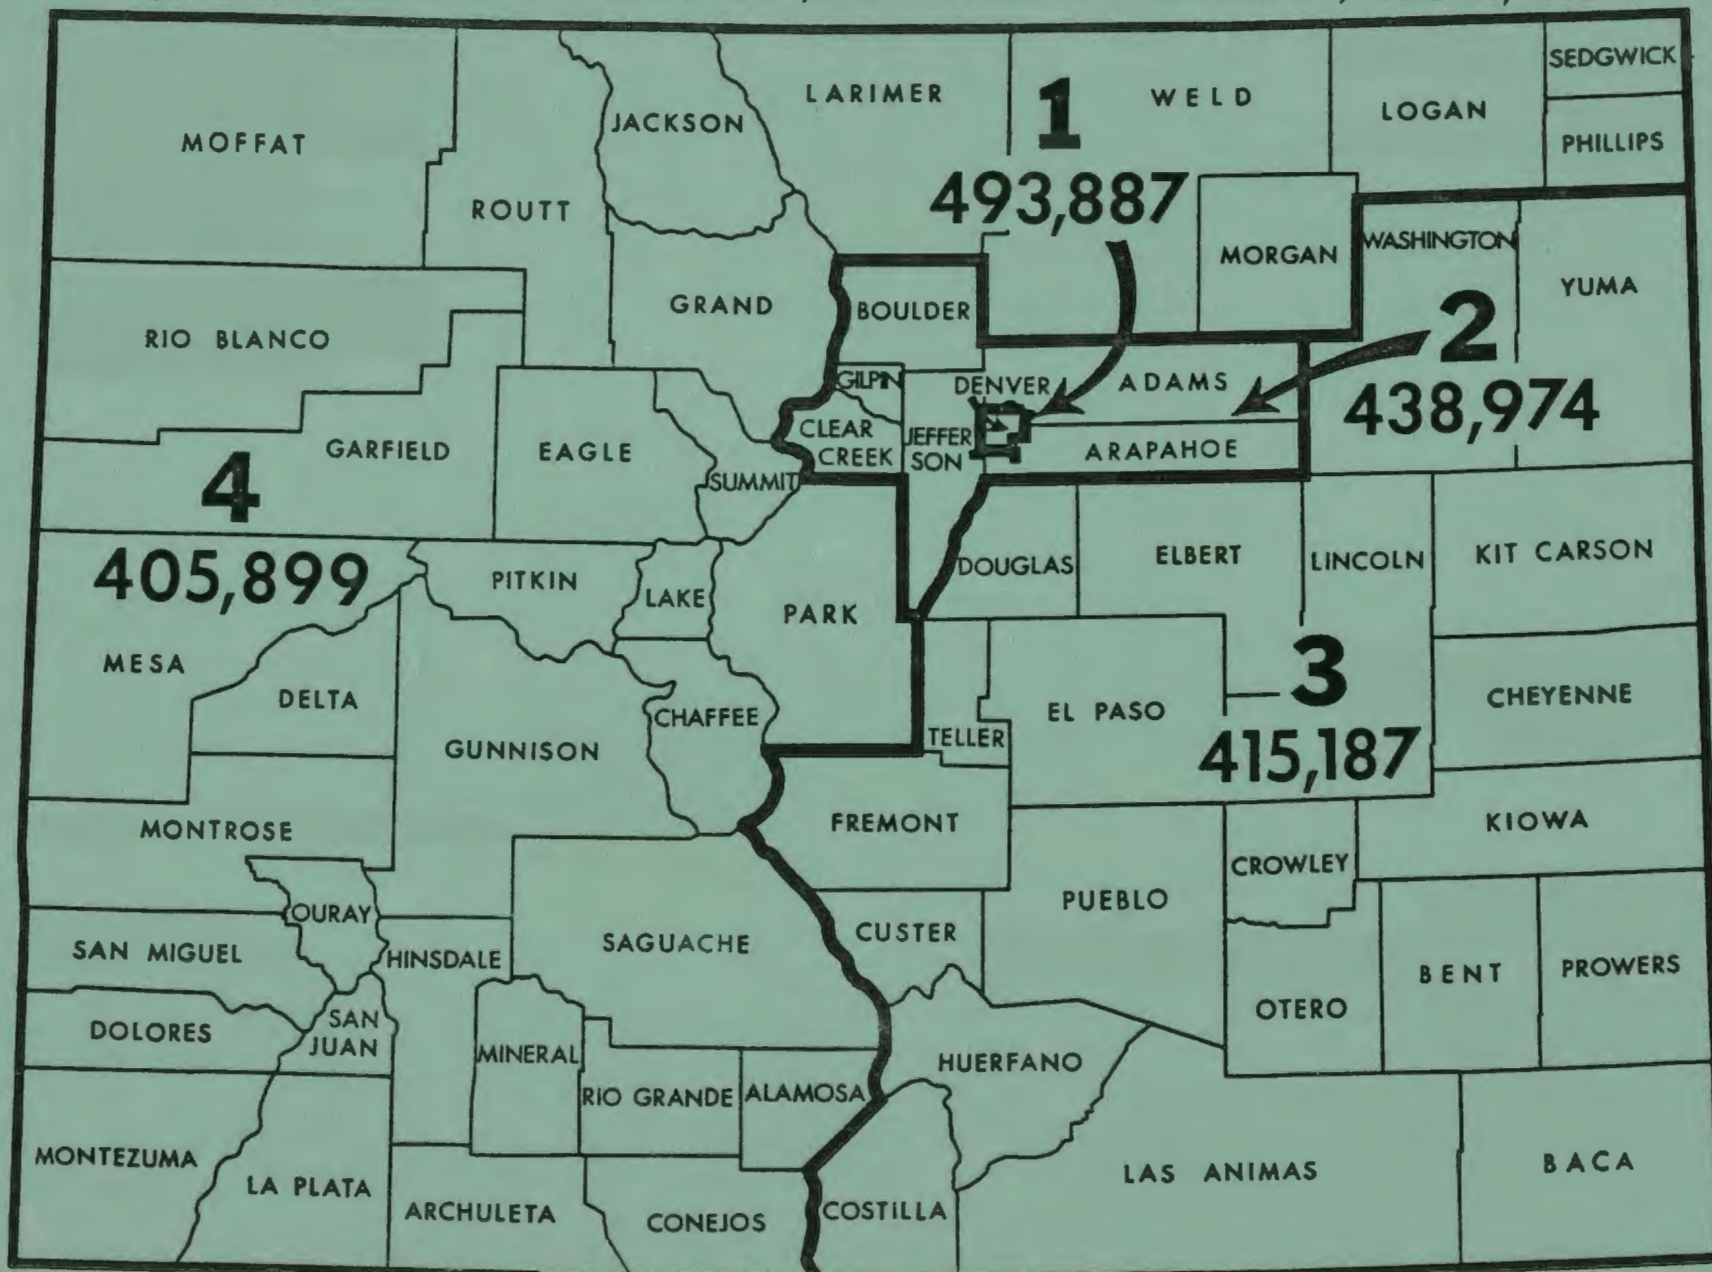 SEDGWICK
LARIMER
1
WELD
LOGAN
JACKSON
MOFFAT
PHILLIPS
493,887
ROUTT
WASHINGTON
MORGAN
YUMA
GRAND
BOULDER
2
RIO BLANCO
GILPIN
DENVER
ADAMS
438,974
CLEAR
CREEK
JEFFER
SON
ARAPAHOE
GARFIELD
EAGLE
SUMMIT
4
405,899
PITKIN
LAKE
PARK
DOUGLAS
ELBERT
LINCOLN
KIT CARSON
MESA
DELTA
3
CHEYENNE
CHAFFEE
EL PASO
GUNNISON
TELLER
415,187
MONTROSE
FREMONT
KIOWA
CROWLEY
PUEBLO
OURAY
SAN MIGUEL
HINSDALE
SAGUACHE
CUSTER
BENT
PROWERS
OTERO
DOLORES
SAN
JUAN
MINERAL
HUERFANO
RIO GRANDE
ALAMOSA
MONTEZUMA
LA PLATA
ARCHULETA
CONEJOS
COSTILLA
LAS ANIMAS
BACA